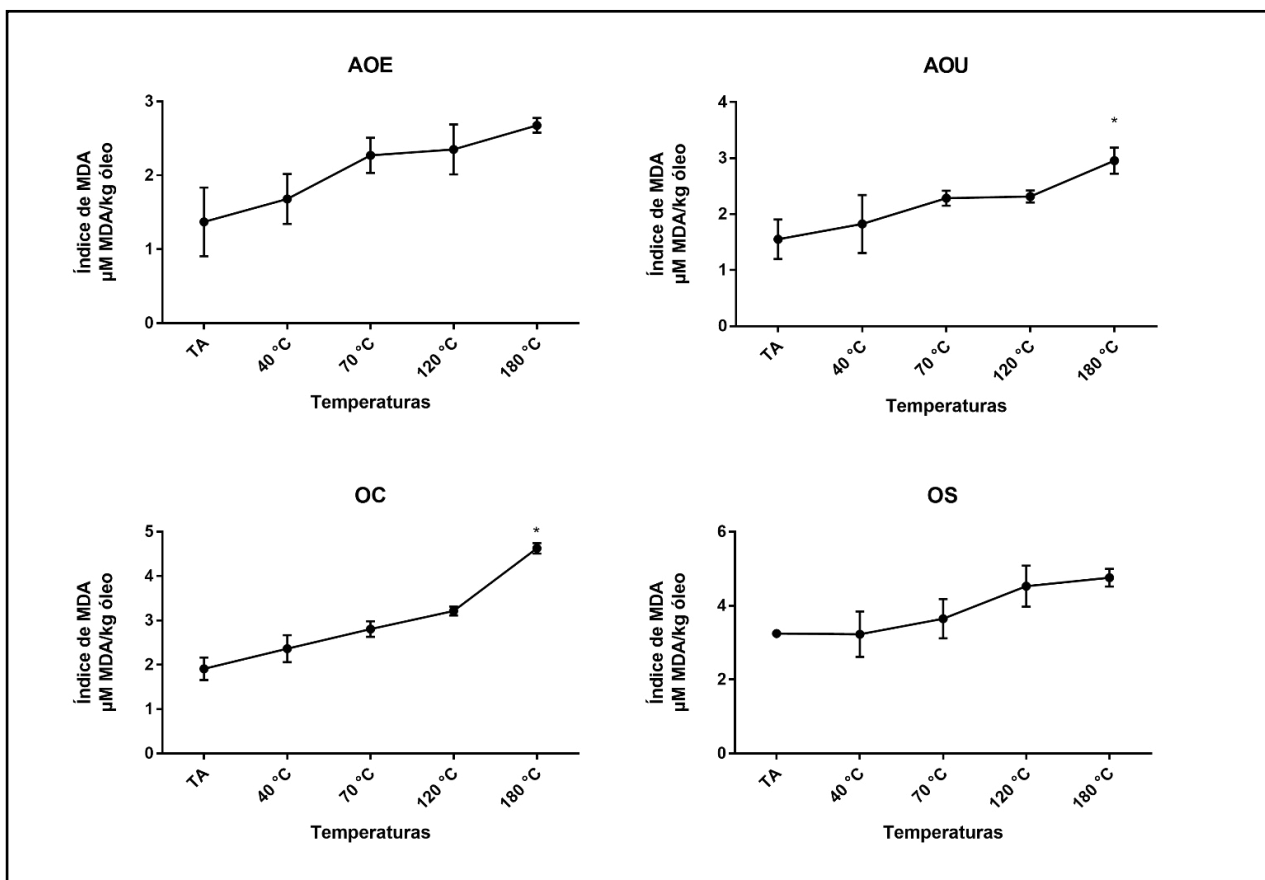 AOE
Índice de MDA
µM MDA/kg óleo
3
2
1
0
TA
40 °C
70 °C
120 °C
180 °C
Temperaturas
AOU
Índice de MDA
µM MDA/kg óleo
4
3
2
1
0
*
TA
40 °C
70 °C
120 °C
180 °C
Temperaturas
OC
Índice de MDA
µM MDA/kg óleo
5
4
3
2
1
0
*
TA
40 °C
70 °C
120 °C
180 °C
Temperaturas
OS
Índice de MDA
µM MDA/kg óleo
6
4
2
0
TA
40 °C
70 °C
120 °C
180 °C
Temperaturas